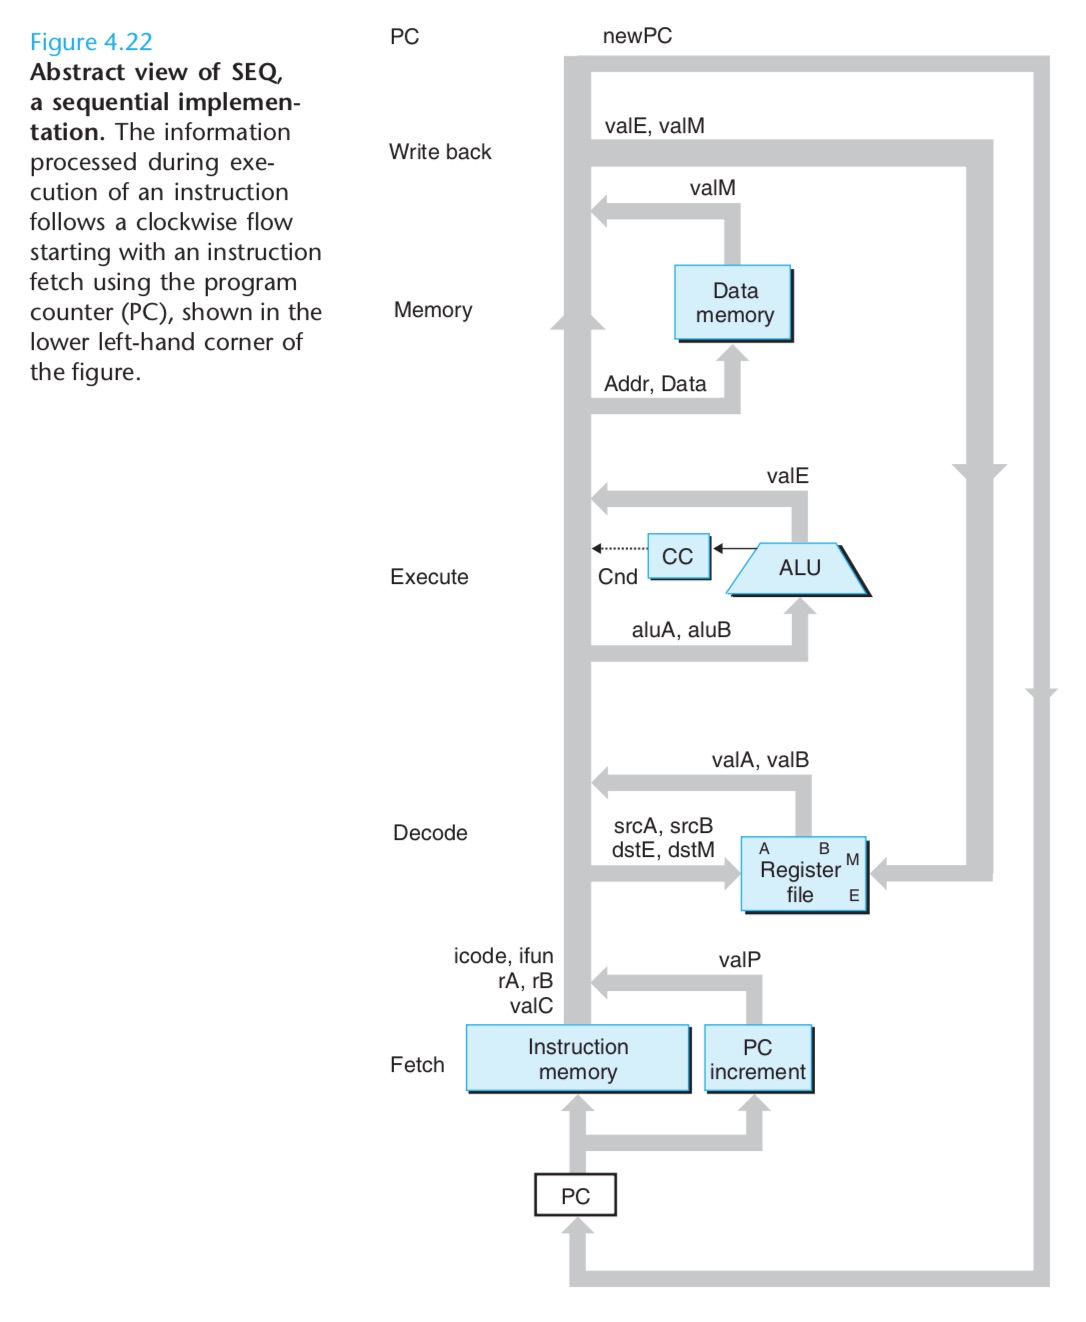 Figure 4.22
Abstract view of SEQ,
a sequential implemen-
tation. The information
processed during exe-
cution of an instruction
follows a clockwise flow
starting with an instruction
fetch using the program
counter (PC), shown in the
lower left-hand corner of
the figure.
PC
newPC
valE, valM
Write back
valM
Data
memory
Memory
Addr, Data
valE
CC
ALU
Cnd
Execute
aluA, aluB
valA, valB
Decode
srcA, srcB
dstE, dstM
A B
M
Register
file
E
icode, ifun
rA, rB
valC
valP
Fetch
Instruction
memory
PC
increment
PC